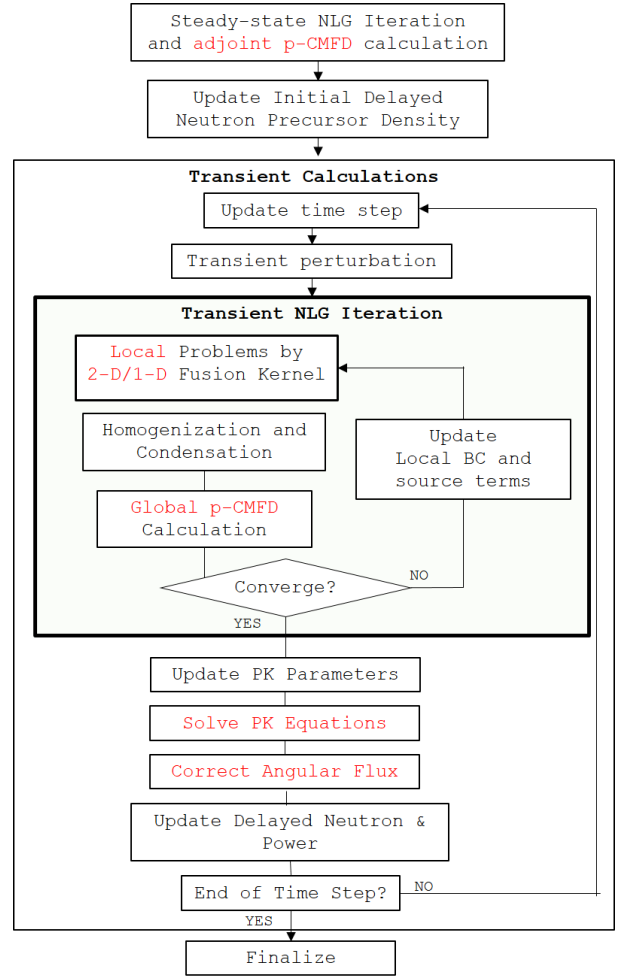 Steady-state NLG Iteration
and adjoint p-CMFD calculation
Update Initial Delayed
Neutron Precursor Density
Transient Calculations
Update time step
Transient perturbation
Transient NLG Iteration
Local Problems by
2-D/1-D Fusion Kernel
Homogenization and
Condensation
Update
Local BC and
source terms
Global p-CMFD
Calculation
Converge?
NO
YES
Update PK Parameters
Solve PK Equations
Correct Angular Flux
Update Delayed Neutron &
Power
End of Time Step?
NO
YES
Finalize